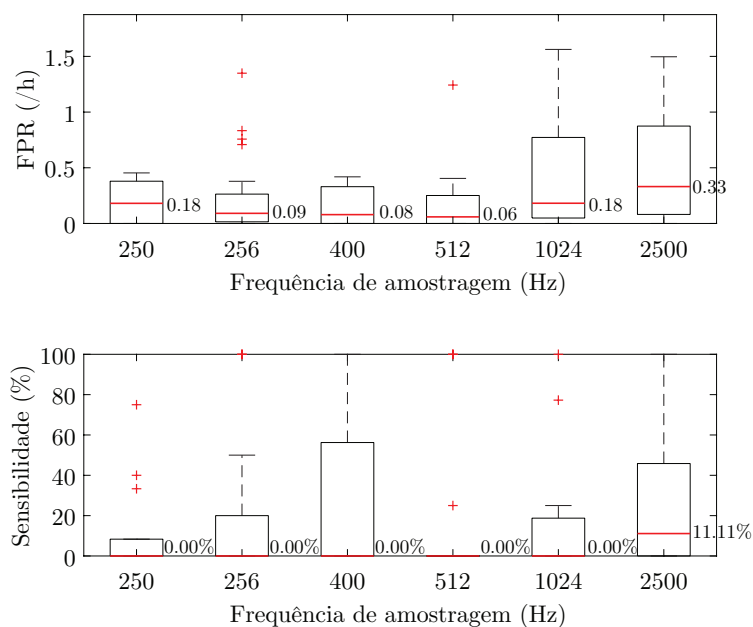 FPR (/h)
1.5
1
0.5
0
0.18
0.09
0.08
0.06
0.18
0.33
250 256 400 512 1024 2500
Frequência de amostragem (Hz)
Sensibilidade (%)
100
80
60
40
20
0
0.00% 0.00% 0.00% 0.00% 0.00% 11.11%
250 256 400 512 1024 2500
Frequência de amostragem (Hz)